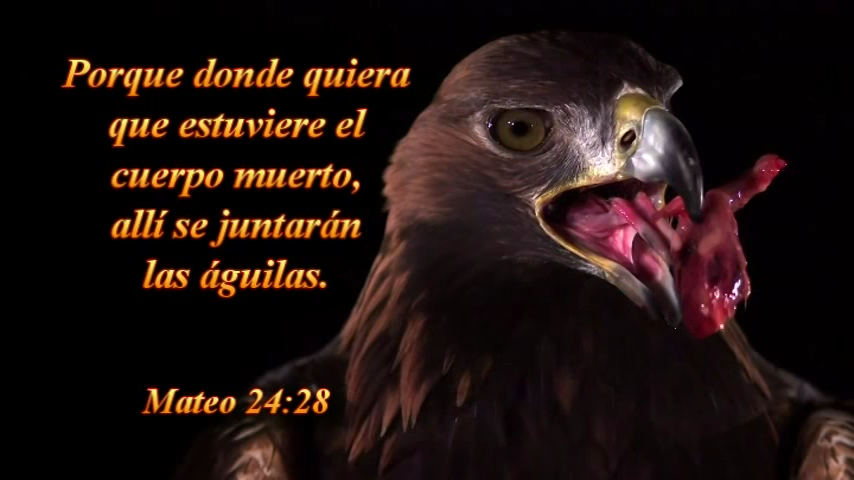 Porque donde quiera
que estuviere el
cuerpo muerto,
allí se juntarán
las águilas.
Mateo 24:28